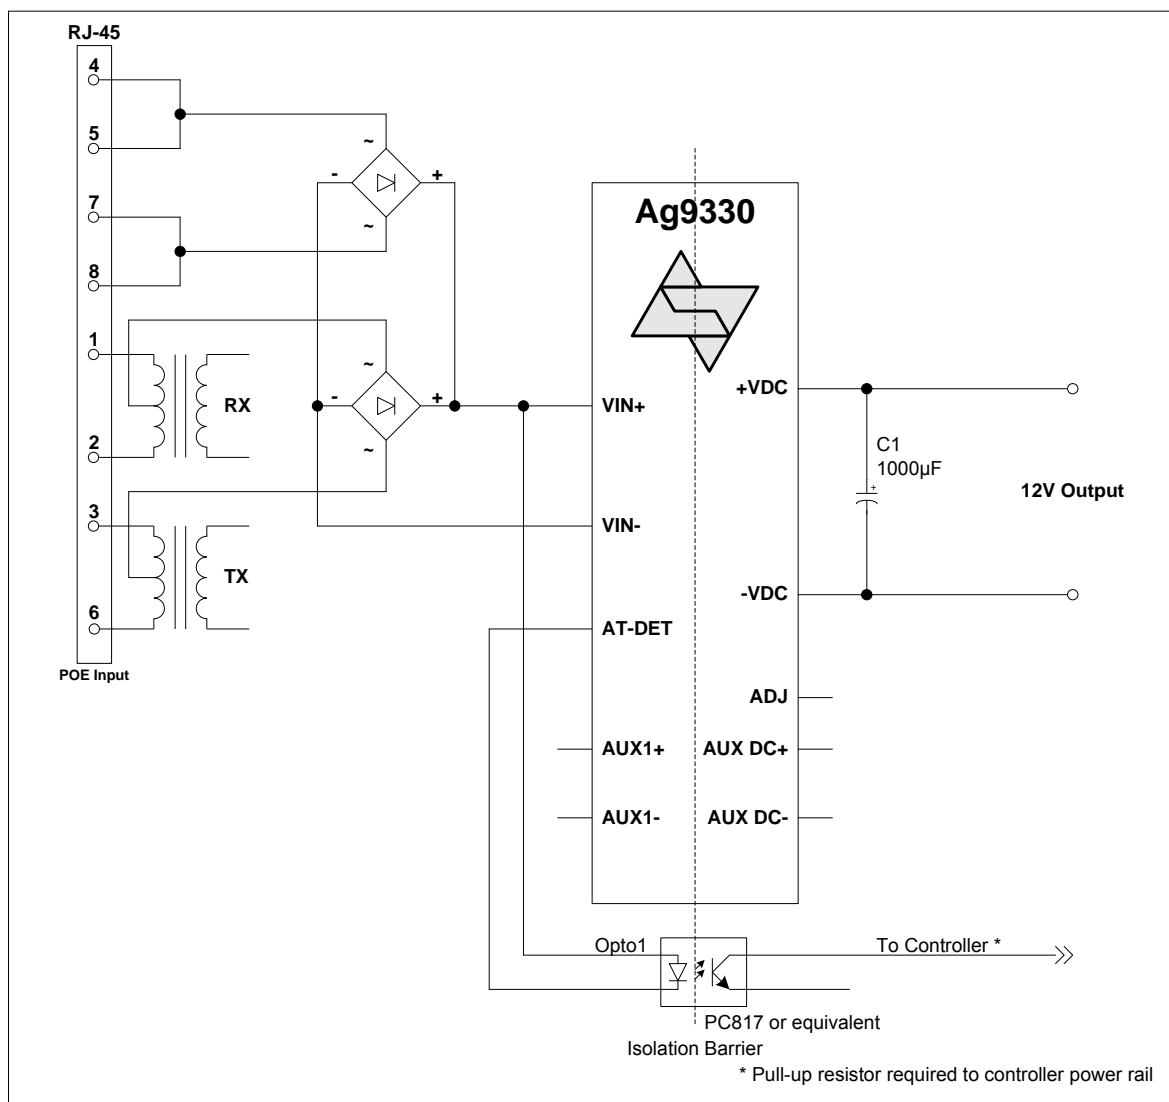 RJ-45
4
5
7
8
1
2
3
6
POE Input
~
-
+
~
~
-
+
~
RX
TX
Ag9330
VIN+
VIN-
AT-DET
AUX1+
AUX1-
+VDC
-VDC
ADJ
AUX DC+
AUX DC-
C1
1000µF
+
12V Output
Opto1
To Controller *
PC817 or equivalent
Isolation Barrier
* Pull-up resistor required to controller power rail